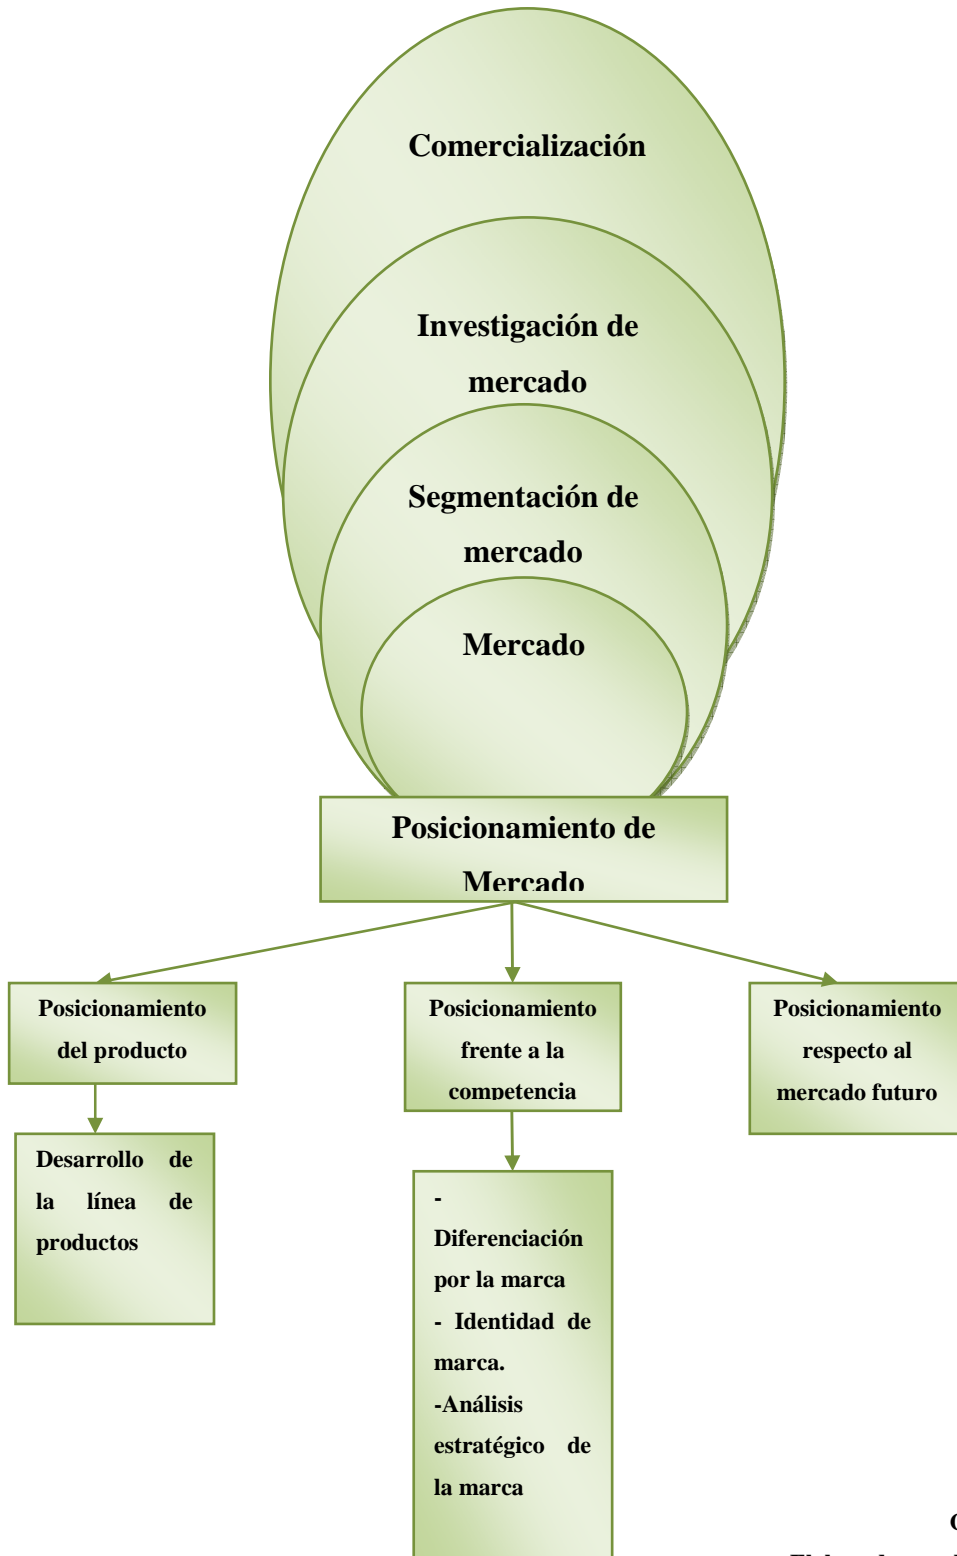 Comercialización
Investigación de
mercado
Segmentación de
mercado
Mercado
Posicionamiento de
Mercado
Posicionamiento
del producto
Posicionamiento
frente a la
competencia
Posicionamiento
respecto al
mercado futuro
Desarrollo de
la línea de
productos
-
Diferenciación
por la marca
- Identidad de
marca.
-Análisis
estratégico de
la marca